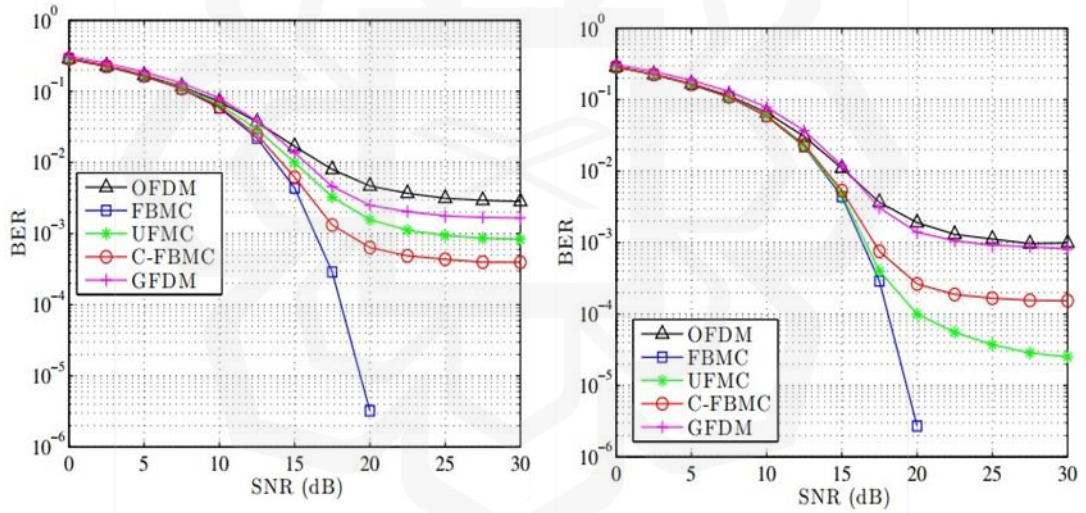 10^0
10^-1
10^-2
10^-3
10^-4
10^-5
10^-6
BER
OFDM
FBMC
UFMC
C-FBMC
GFDM
0 5 10 15 20 25 30
SNR (dB)
10^0
10^-1
10^-2
10^-3
10^-4
10^-5
10^-6
BER
OFDM
FBMC
UFMC
C-FBMC
GFDM
0 5 10 15 20 25 30
SNR (dB)